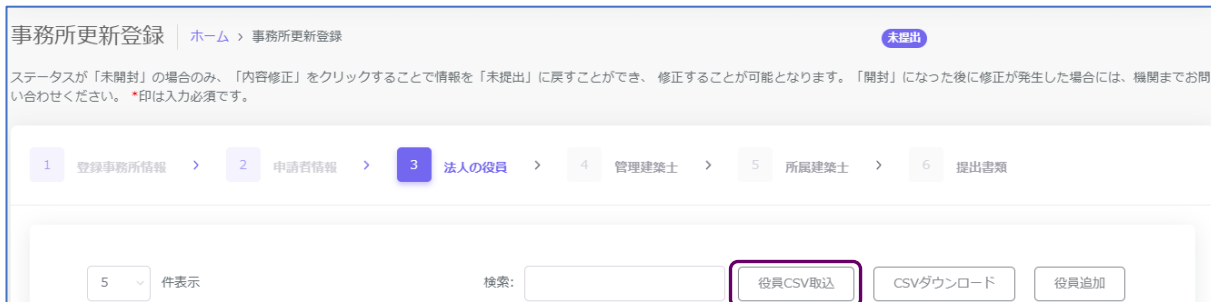 事務所更新登録 ホーム › 事務所更新登録 未提出
ステータスが「未開封」の場合のみ、「内容修正」をクリックすることで情報を「未提出」に戻すことができ、 修正することが可能となります。「開封」になった後に修正が発生した場合には、機関までお問
い合わせください。 *印は入力必須です。
1 登録事務所情報 › 2 申請者情報 › 3 法人の役員 › 4 管理建築士 › 5 所属建築士 › 6 提出書類
5 件表示 検索: 役員CSV取込 CSVダウンロード 役員追加